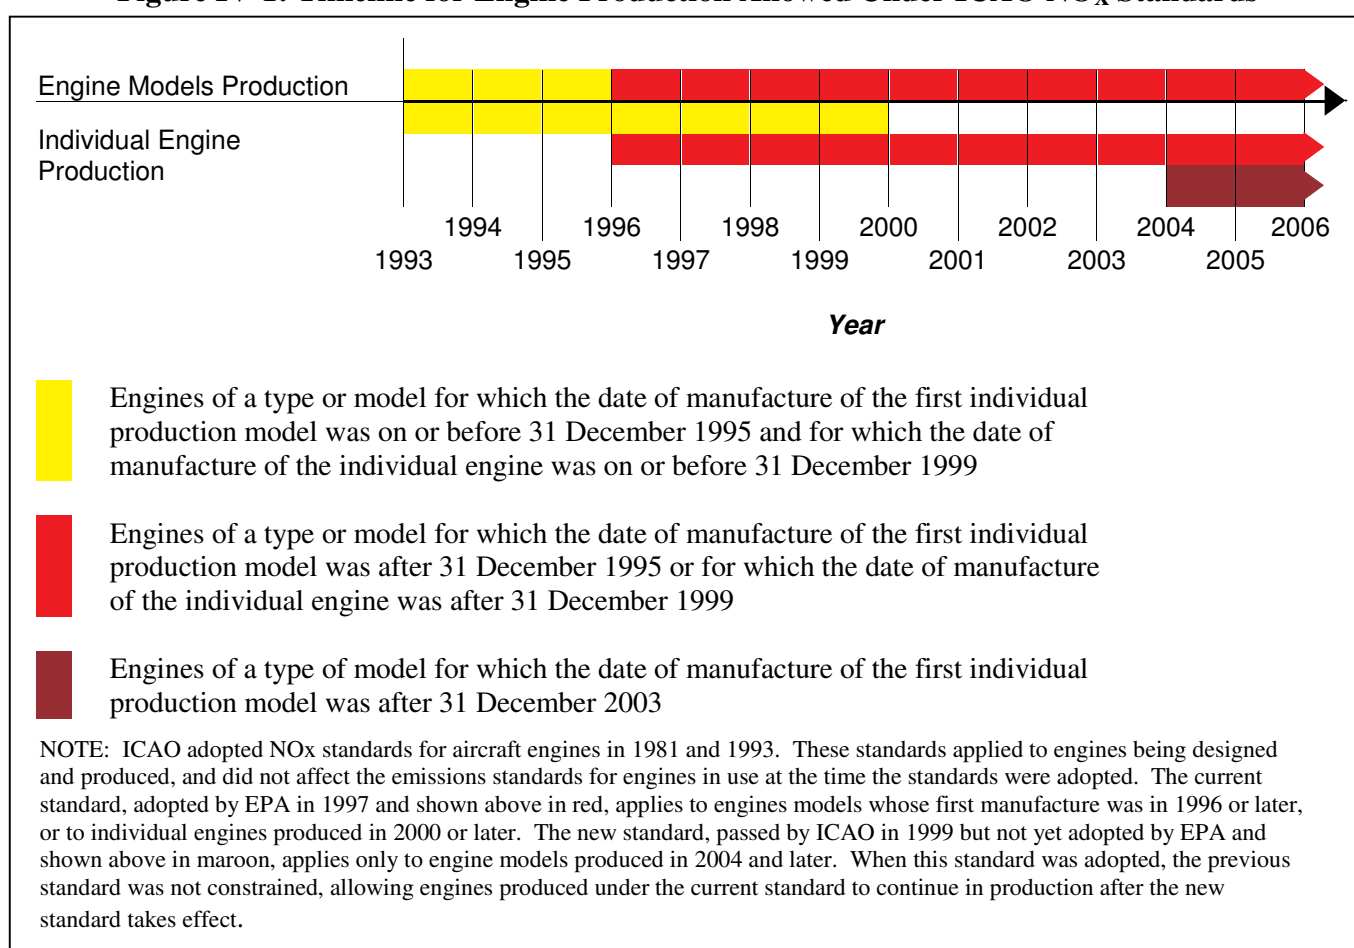 Figure IV-1. Timeline for Engine Production Allowed Under ICAO NOX Standards
Engine Models Production
Individual Engine
Production
1994 1996 1998 2000 2002 2004 2006
1993 1995 1997 1999 2001 2003 2005
Year
Engines of a type or model for which the date of manufacture of the first individual
production model was on or before 31 December 1995 and for which the date of
manufacture of the individual engine was on or before 31 December 1999
Engines of a type or model for which the date of manufacture of the first individual
production model was after 31 December 1995 or for which the date of manufacture
of the individual engine was after 31 December 1999
Engines of a type of model for which the date of manufacture of the first individual
production model was after 31 December 2003
NOTE: ICAO adopted NOx standards for aircraft engines in 1981 and 1993. These standards applied to engines being designed
and produced, and did not affect the emissions standards for engines in use at the time the standards were adopted. The current
standard, adopted by EPA in 1997 and shown above in red, applies to engines models whose first manufacture was in 1996 or later,
or to individual engines produced in 2000 or later. The new standard, passed by ICAO in 1999 but not yet adopted by EPA and
shown above in maroon, applies only to engine models produced in 2004 and later. When this standard was adopted, the previous
standard was not constrained, allowing engines produced under the current standard to continue in production after the new
standard takes effect.